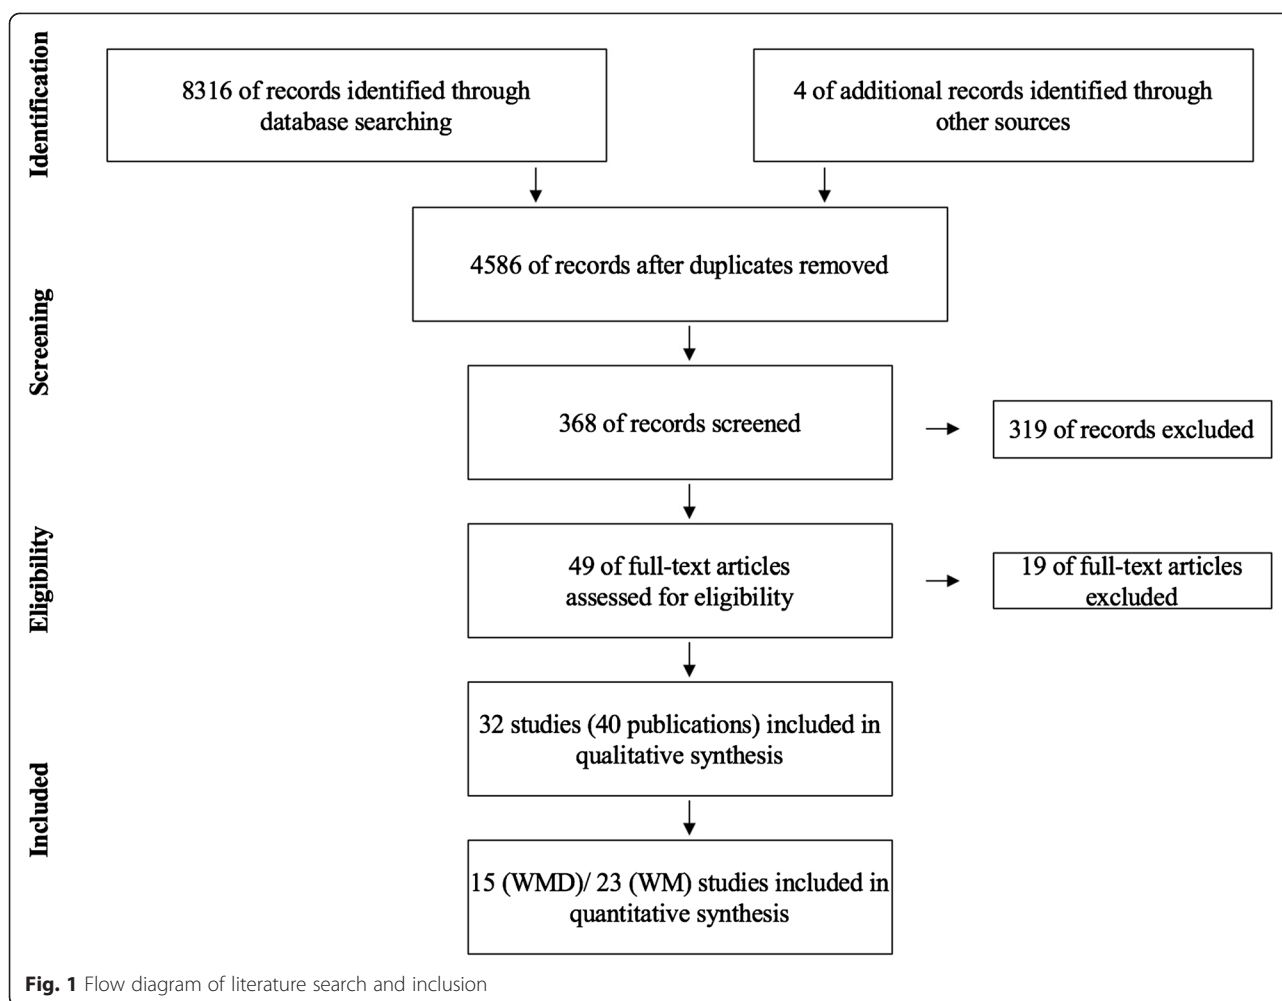 Identification
8316 of records identified through
database searching
4 of additional records identified through
other sources
4586 of records after duplicates removed
Screening
368 of records screened
319 of records excluded
Eligibility
49 of full-text articles
assessed for eligibility
19 of full-text articles
excluded
32 studies (40 publications) included in
qualitative synthesis
Included
15 (WMD)/ 23 (WM) studies included in
quantitative synthesis
Fig. 1 Flow diagram of literature search and inclusion